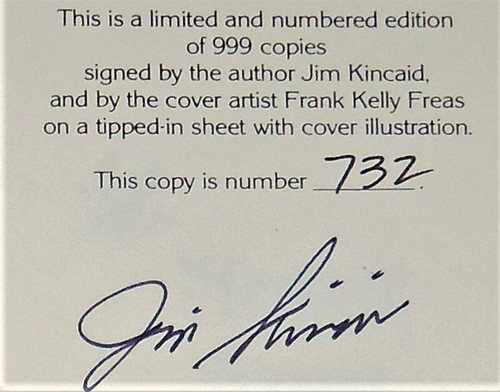 This is a limited and numbered edition
of 999 copies
signed by the author Jim Kincaid,
and by the cover artist Frank Kelly Freas
on a tipped-in sheet with cover illustration.
This copy is number 732.
Jim